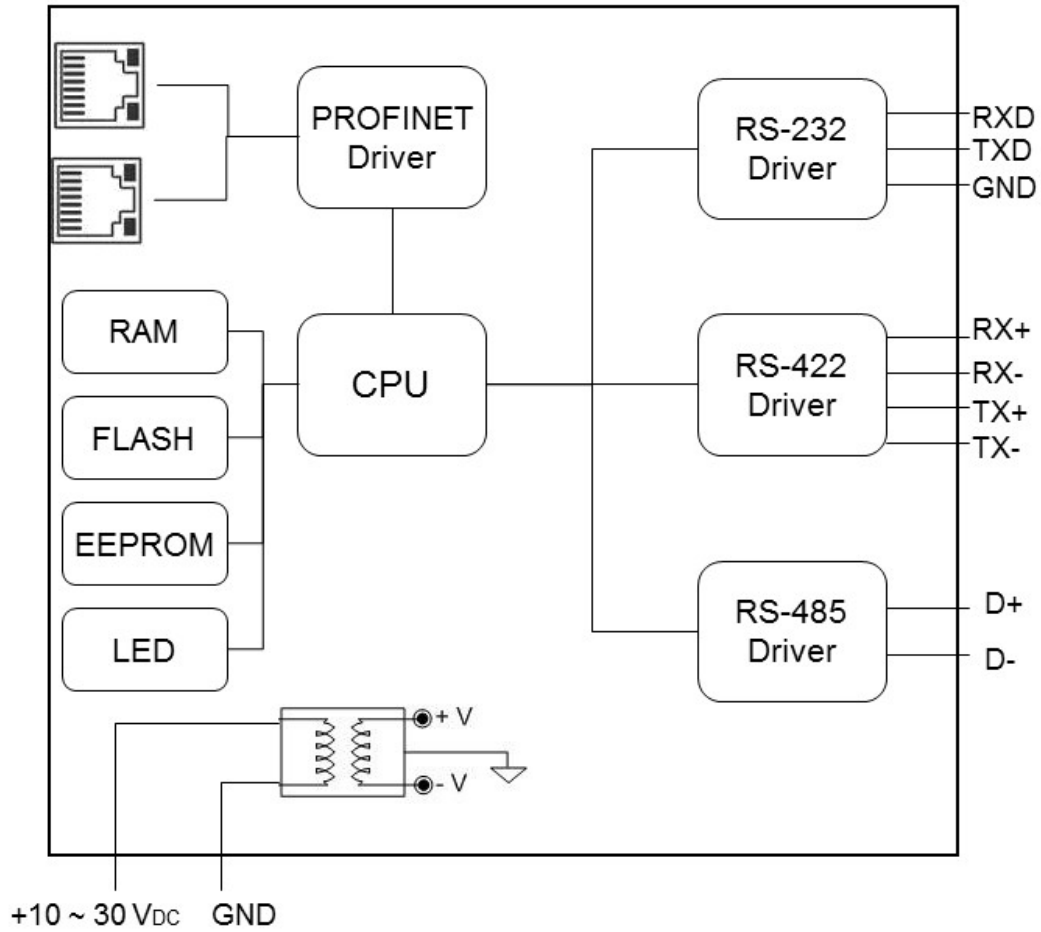 PROFINET
Driver
RS-232
Driver
RXD
TXD
GND
RAM
FLASH
EEPROM
LED
CPU
RS-422
Driver
RX+
RX-
TX+
TX-
RS-485
Driver
D+
D-
+ V
- V
+10 ~ 30 VDC GND